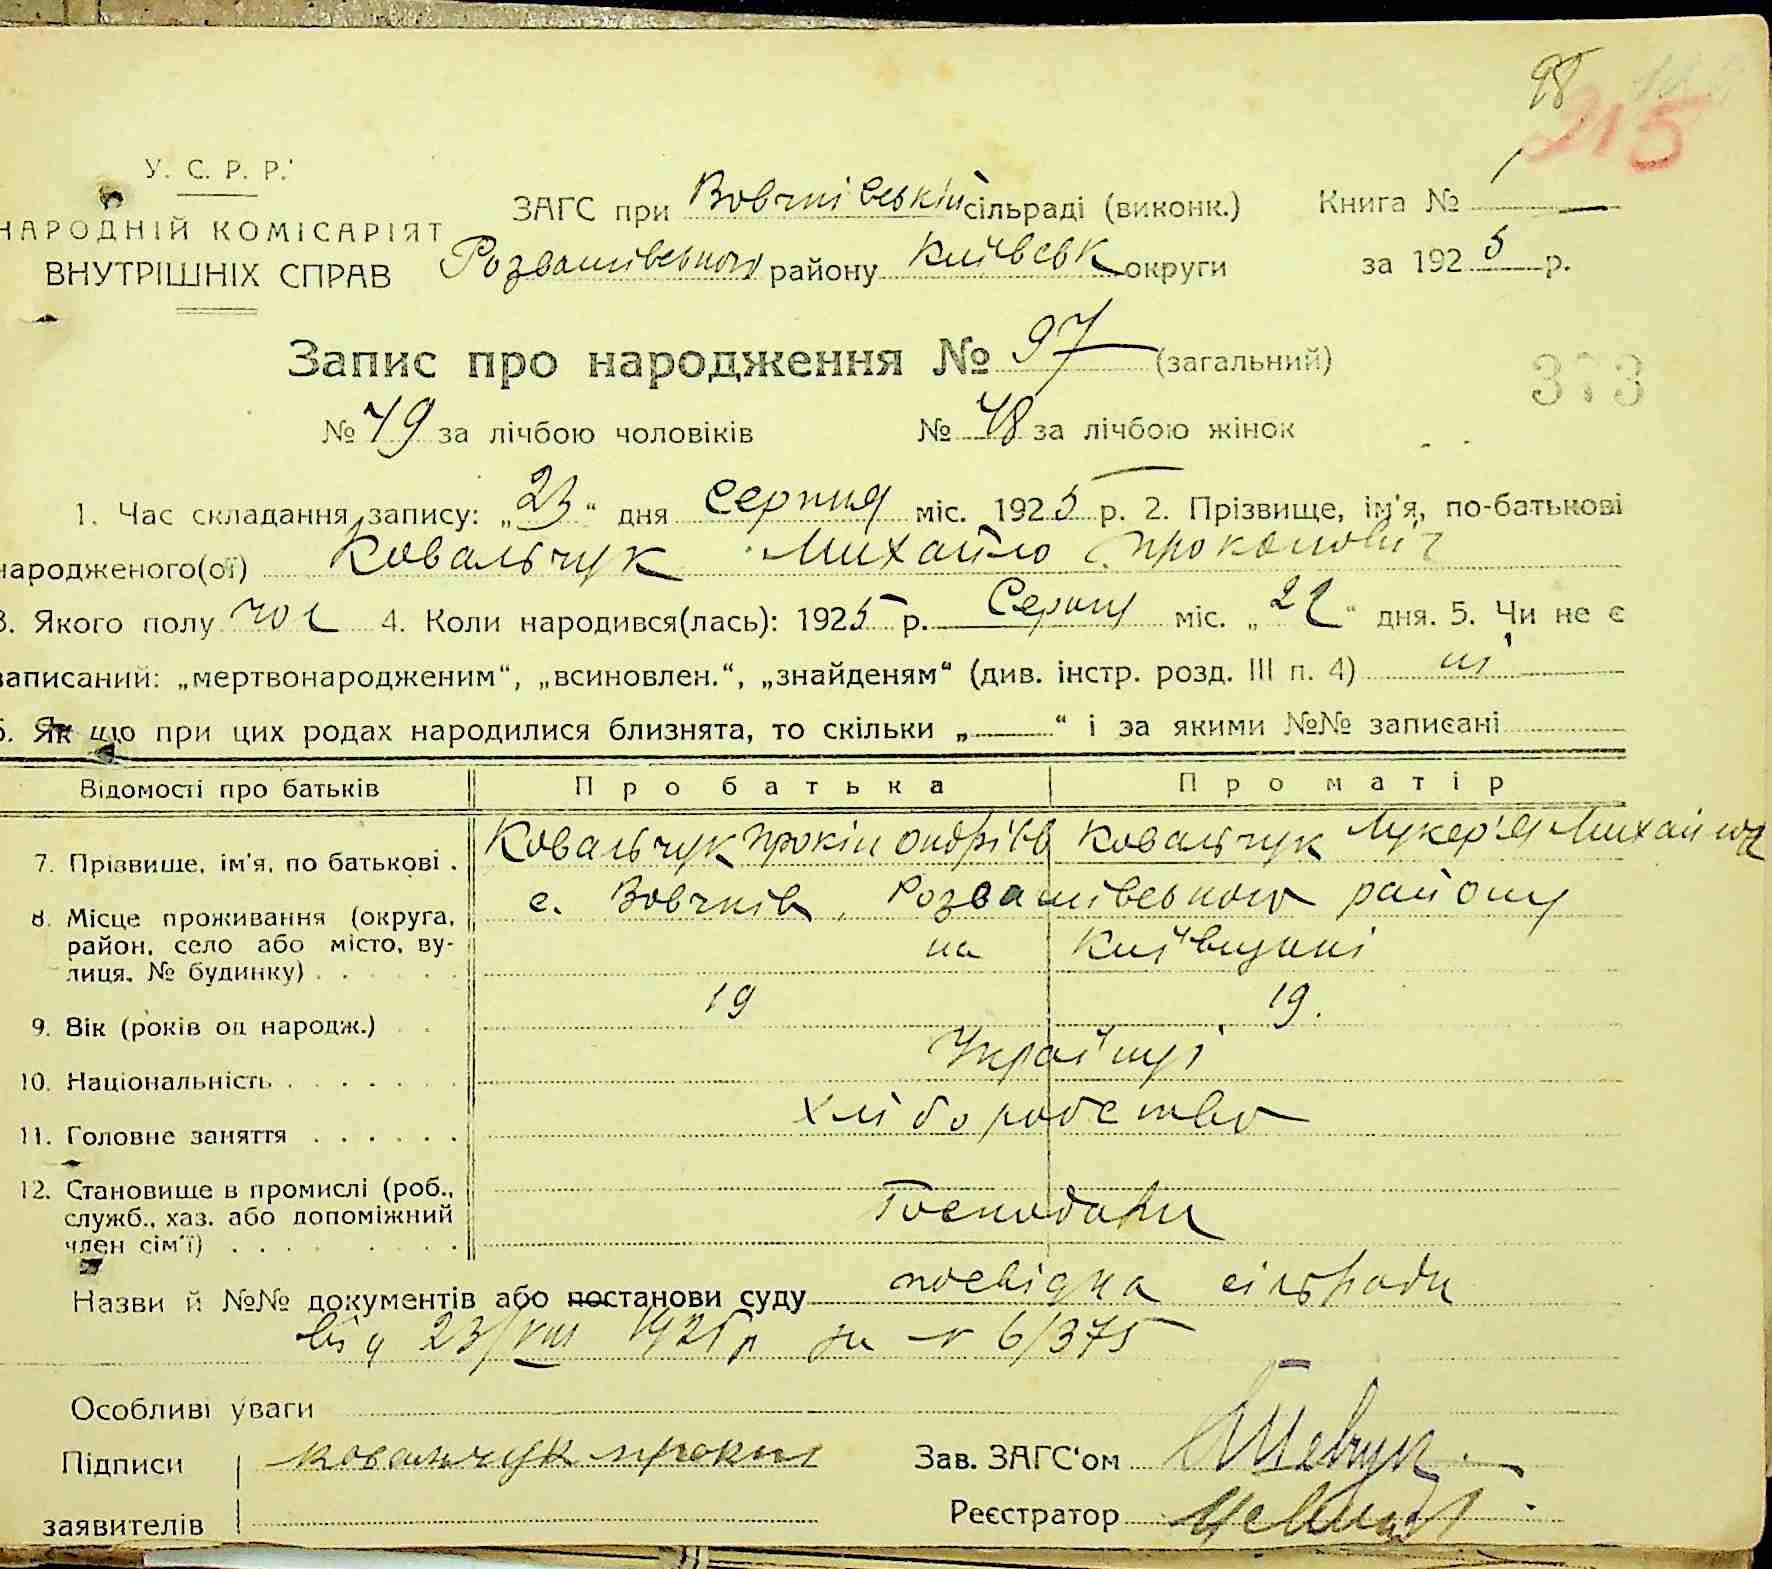 98
215
У. С. Р. Р.
НАРОДНІЙ КОМІСАРІЯТ
ВНУТРІШНІХ СПРАВ
ЗАГС при Вовчківській сільраді (виконк.) Книга № 1
Розважівського району Київськ округи за 1925 р.
Запис про народження № 97 (загальний)
373
№ 49 за лічбою чоловіків № 48 за лічбою жінок
1. Час складання запису: „23“ дня Серпня міс. 1925 р. 2. Прізвище, ім'я, по-батькові
народженого(ої) Ковальчук Михайло Прокопович
3. Якого полу чол 4. Коли народився(лась): 1925 р. Серпня міс. „22“ дня. 5. Чи не є
записаний: „мертвонародженим“, „всиновлен.“, „знайденям“ (див. інстр. розд. III п. 4) ні
6. Як що при цих родах народилися близнята, то скільки „—“ і за якими №№ записані
Відомості про батьків Про батька Про матір
7. Прізвище, ім'я, по батькові . Ковальчук Прокіп Андріїв Ковальчук Лукер'я Михайлов
8. Місце проживання (округа, район, село або місто, вулиця, № будинку) с. Вовчків, Розважівського району
на Київщині
9. Вік (років од народж.) 19 19.
10. Національність Українці
11. Головне заняття хліборобство
12. Становище в промислі (роб., служб., хаз. або допоміжний член сім'ї) Господари
Назви й №№ документів або постанови суду посвідка сільради
від 23/VIII 1925 р за № 6/375
Особливі уваги
Підписи Ковальчук Прокіп Зав. ЗАГС'ом
заявителів Реєстратор